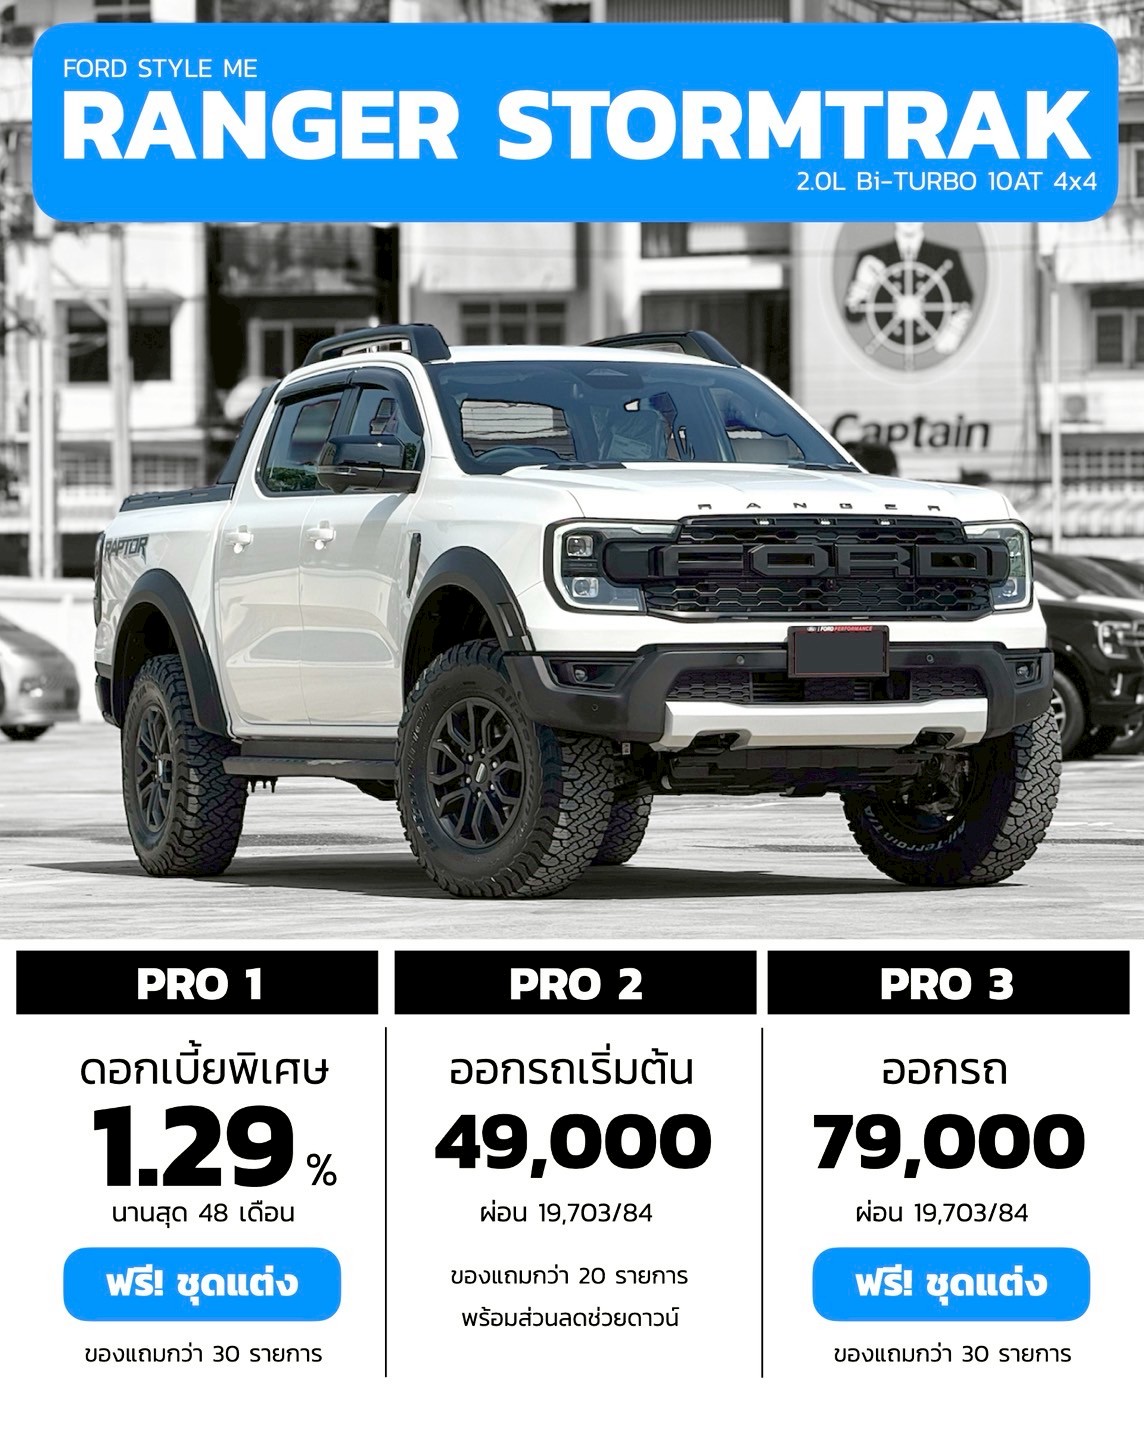 FORD STYLE ME
RANGER STORMTRAK
2.0L Bi-TURBO 10AT 4x4
Captain
RAPTOR
RANGER
FORD
FORD PERFORMANCE
All-Terrain T/A
PRO 1
ดอกเบี้ยพิเศษ
1.29 %
นานสุด 48 เดือน
ฟรี! ชุดแต่ง
ของแถมกว่า 30 รายการ
PRO 2
ออกรถเริ่มต้น
49,000
ผ่อน 19,703/84
ของแถมกว่า 20 รายการ
พร้อมส่วนลดช่วยดาวน์
PRO 3
ออกรถ
79,000
ผ่อน 19,703/84
ฟรี! ชุดแต่ง
ของแถมกว่า 30 รายการ